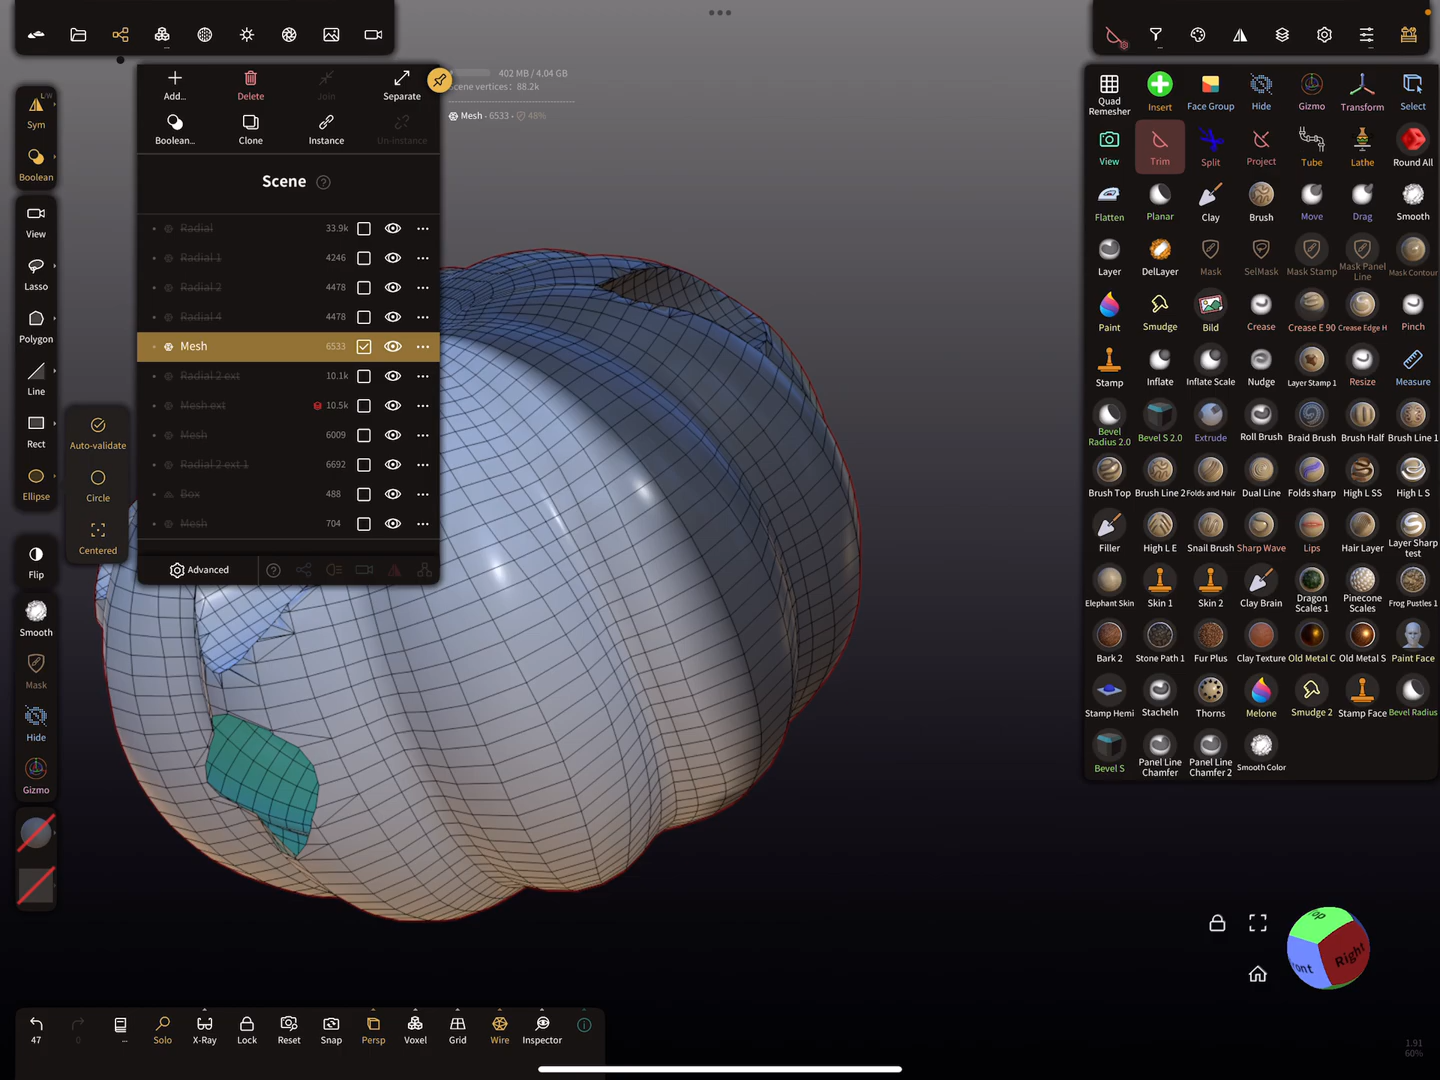 Add...
Delete
Join
Separate
Boolean...
Clone
Instance
Un-instance
402 MB / 4.04 GB
Scene vertices: 88.2k
Mesh - 6533 • 48%
Scene
Radial 33.9k
Radial 1 4246
Radial 2 4478
Radial 4 4478
Mesh 6533
Radial 2 ext 10.1k
Mesh ext 10.5k
Mesh 6009
Radial 2 ext 1 6692
Box 488
Mesh 704
Advanced
L/W
Sym
Boolean
View
Lasso
Polygon
Line
Rect
Ellipse
Auto-validate
Circle
Centered
Flip
Smooth
Mask
Hide
Gizmo
Quad Remesher
Insert
Face Group
Hide
Gizmo
Transform
Select
View
Trim
Split
Project
Tube
Lathe
Round All
Flatten
Planar
Clay
Brush
Move
Drag
Smooth
Layer
DelLayer
Mask
SelMask
Mask Stamp
Mask Panel Line
Mask Contour
Paint
Smudge
Bild
Crease
Crease E 90
Crease Edge H
Pinch
Stamp
Inflate
Inflate Scale
Nudge
Layer Stamp 1
Resize
Measure
Bevel Radius 2.0
Bevel S 2.0
Extrude
Roll Brush
Braid Brush
Brush Half
Brush Line 1
Brush Top
Brush Line 2
Folds and Hair
Dual Line
Folds sharp
High L SS
High L S
Filler
High L E
Snail Brush
Sharp Wave
Lips
Hair Layer
Layer Sharp test
Elephant Skin
Skin 1
Skin 2
Clay Brain
Dragon Scales 1
Pinecone Scales
Frog Pustles 1
Bark 2
Stone Path 1
Fur Plus
Clay Texture
Old Metal C
Old Metal S
Paint Face
Stamp Hemi
Stacheln
Thorns
Melone
Smudge 2
Stamp Face
Bevel Radius
Bevel S
Panel Line Chamfer
Panel Line Chamfer 2
Smooth Color
op
ront
Right
47
0
...
Solo
X-Ray
Lock
Reset
Snap
Persp
Voxel
Grid
Wire
Inspector
1.91
60%